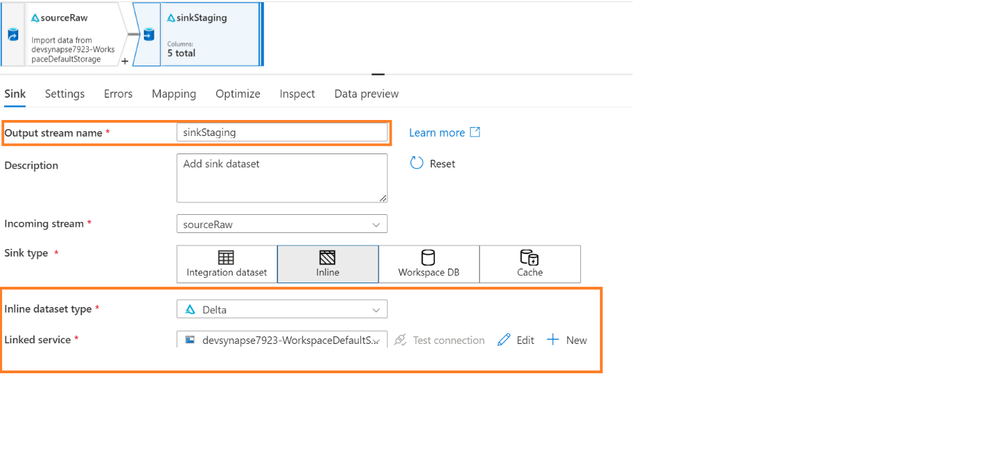 sourceRaw
Import data from
devsynapse7923-Works
paceDefaultStorage
+
sinkStaging
Columns:
5 total
Sink Settings Errors Mapping Optimize Inspect Data preview
Output stream name * sinkStaging Learn more
Description Add sink dataset Reset
Incoming stream * sourceRaw
Sink type * Integration dataset Inline Workspace DB Cache
Inline dataset type * Delta
Linked service * devsynapse7923-WorkspaceDefaultS... Test connection Edit New